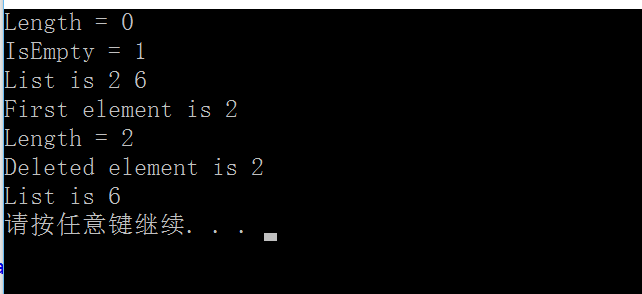 Length = 0
IsEmpty = 1
List is 2 6
First element is 2
Length = 2
Deleted element is 2
List is 6
请按任意键继续. . .
a